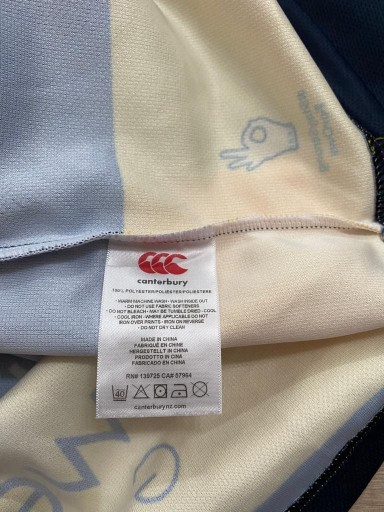 canterbury
100% POLYESTER/POLIESTER/POLYESTER
· WARM MACHINE WASH · WASH INSIDE OUT
· DO NOT USE FABRIC SOFTENERS
· DO NOT BLEACH · MAY BE TUMBLE DRIED · COOL
· COOL IRON · WHERE APPLICABLE DO NOT
IRON OVER PRINTS · IRON ON REVERSE
· DO NOT DRY CLEAN
MADE IN CHINA
FABRIQUÉ EN CHINE
HERGESTELLT IN CHINA
PRODOTTO IN CINA
FABRICADO EN CHINA
RN# 139725 CA# 57964
40
canterburynz.com